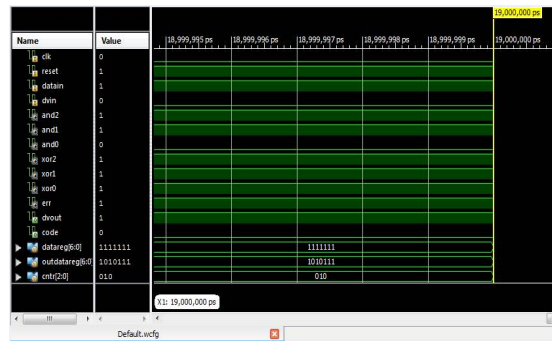 19,000,000 ps
Name Value 18,999,995 ps 18,999,996 ps 18,999,997 ps 18,999,998 ps 18,999,999 ps 19,000,000 ps
clk 0
reset 1
datain 1
dvin 0
and2 1
and1 1
and0 0
xor2 1
xor1 1
xor0 1
err 1
dvout 1
code 0
datareg[6:0] 1111111 1111111
outdatareg[6:0] 1010111 1010111
cntr[2:0] 010 010
X1: 19,000,000 ps
Default.wcfg